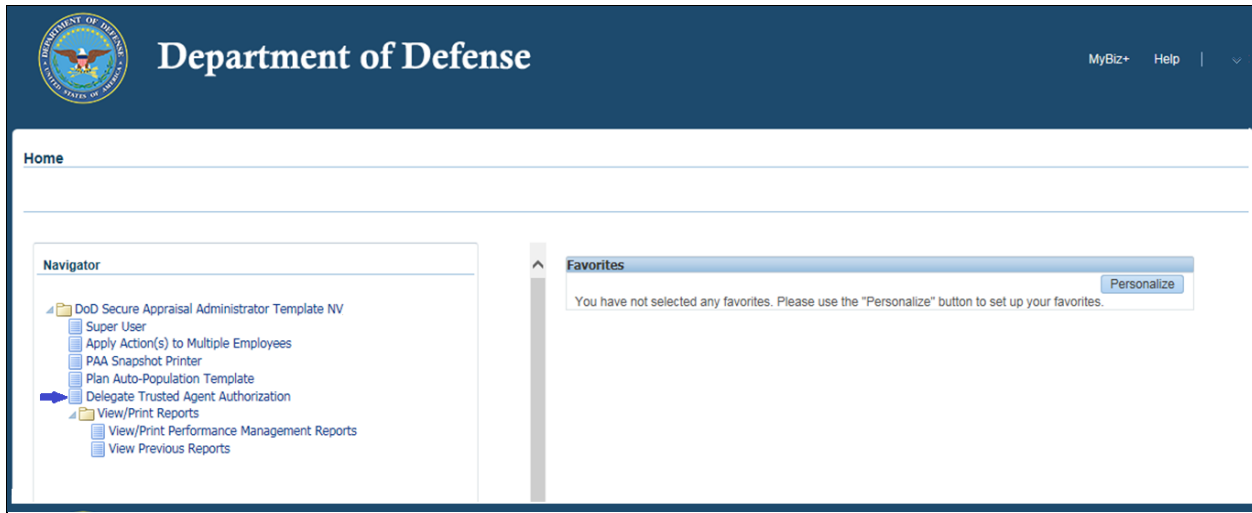 DEPARTMENT OF DEFENSE
UNITED STATES OF AMERICA
Department of Defense
MyBiz+ Help |
Home
Navigator
DoD Secure Appraisal Administrator Template NV
Super User
Apply Action(s) to Multiple Employees
PAA Snapshot Printer
Plan Auto-Population Template
Delegate Trusted Agent Authorization
View/Print Reports
View/Print Performance Management Reports
View Previous Reports
Favorites
Personalize
You have not selected any favorites. Please use the "Personalize" button to set up your favorites.